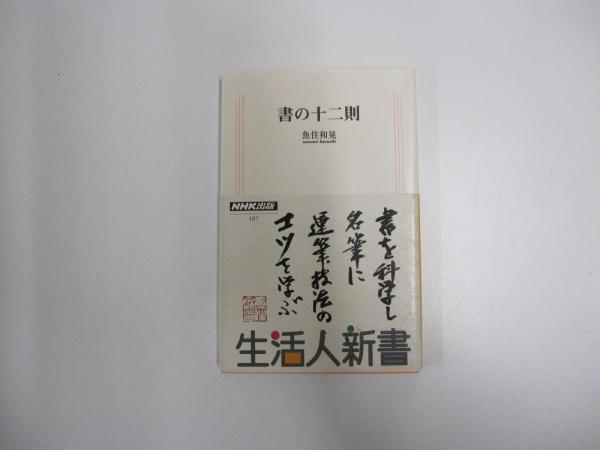 書の十二則
魚住和晃
uozumi kazuaki
NHK出版
187
書を科学し
名筆に
運筆技法の
コツを学ぶ
生活人新書